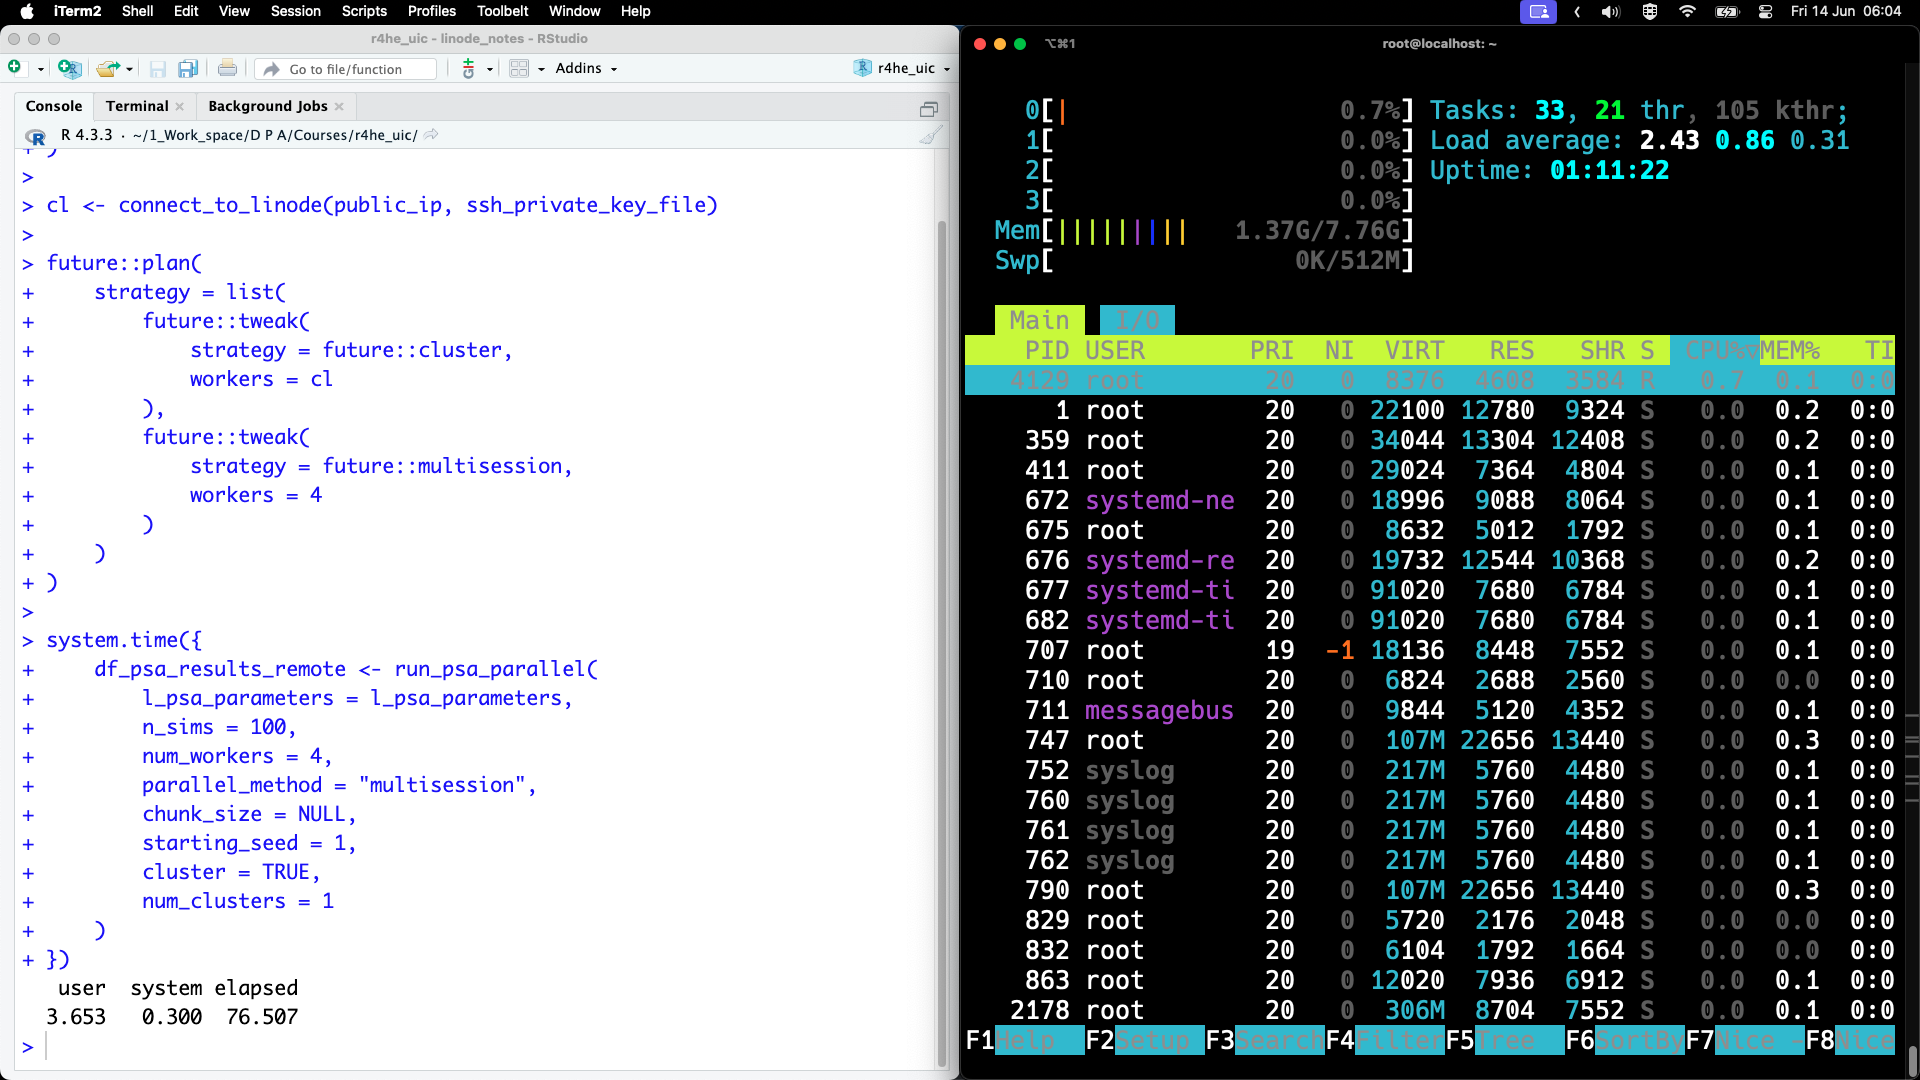 iTerm2 Shell Edit View Session Scripts Profiles Toolbelt Window Help Fri 14 Jun 06:04
r4he_uic - linode_notes - RStudio
Go to file/function Addins r4he_uic
Console Terminal Background Jobs
R 4.3.3 · ~/1_Work_space/D P A/Courses/r4he_uic/
+ )
>
> cl <- connect_to_linode(public_ip, ssh_private_key_file)
>
> future::plan(
+     strategy = list(
+         future::tweak(
+             strategy = future::cluster,
+             workers = cl
+         ),
+         future::tweak(
+             strategy = future::multisession,
+             workers = 4
+         )
+     )
+ )
>
> system.time({
+     df_psa_results_remote <- run_psa_parallel(
+         l_psa_parameters = l_psa_parameters,
+         n_sims = 100,
+         num_workers = 4,
+         parallel_method = "multisession",
+         chunk_size = NULL,
+         starting_seed = 1,
+         cluster = TRUE,
+         num_clusters = 1
+     )
+ })
   user  system elapsed
  3.653   0.300  76.507
>
⌥⌘1 root@localhost: ~
0[| 0.7%] Tasks: 33, 21 thr, 105 kthr;
1[ 0.0%] Load average: 2.43 0.86 0.31
2[ 0.0%] Uptime: 01:11:22
3[ 0.0%]
Mem[||||||||| 1.37G/7.76G]
Swp[ 0K/512M]
Main I/O
PID USER PRI NI VIRT RES SHR S CPU%▽MEM% TI
4129 root 20 0 8376 4608 3584 R 0.7 0.1 0:0
1 root 20 0 22100 12780 9324 S 0.0 0.2 0:0
359 root 20 0 34044 13304 12408 S 0.0 0.2 0:0
411 root 20 0 29024 7364 4804 S 0.0 0.1 0:0
672 systemd-ne 20 0 18996 9088 8064 S 0.0 0.1 0:0
675 root 20 0 8632 5012 1792 S 0.0 0.1 0:0
676 systemd-re 20 0 19732 12544 10368 S 0.0 0.2 0:0
677 systemd-ti 20 0 91020 7680 6784 S 0.0 0.1 0:0
682 systemd-ti 20 0 91020 7680 6784 S 0.0 0.1 0:0
707 root 19 -1 18136 8448 7552 S 0.0 0.1 0:0
710 root 20 0 6824 2688 2560 S 0.0 0.0 0:0
711 messagebus 20 0 9844 5120 4352 S 0.0 0.1 0:0
747 root 20 0 107M 22656 13440 S 0.0 0.3 0:0
752 syslog 20 0 217M 5760 4480 S 0.0 0.1 0:0
760 syslog 20 0 217M 5760 4480 S 0.0 0.1 0:0
761 syslog 20 0 217M 5760 4480 S 0.0 0.1 0:0
762 syslog 20 0 217M 5760 4480 S 0.0 0.1 0:0
790 root 20 0 107M 22656 13440 S 0.0 0.3 0:0
829 root 20 0 5720 2176 2048 S 0.0 0.0 0:0
832 root 20 0 6104 1792 1664 S 0.0 0.0 0:0
863 root 20 0 12020 7936 6912 S 0.0 0.1 0:0
2178 root 20 0 306M 8704 7552 S 0.0 0.1 0:0
F1Help F2Setup F3SearchF4FilterF5Tree F6SortByF7Nice -F8Nice